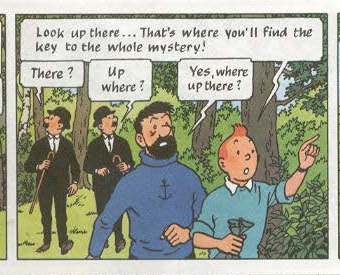 Look up there... That's where you'll find the
key to the whole mystery!
There?
Up
where?
Yes, where
up there?